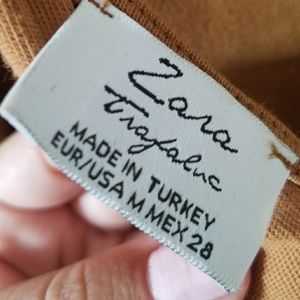 Zara
Trafaluc
MADE IN TURKEY
EUR/USA M MEX 28